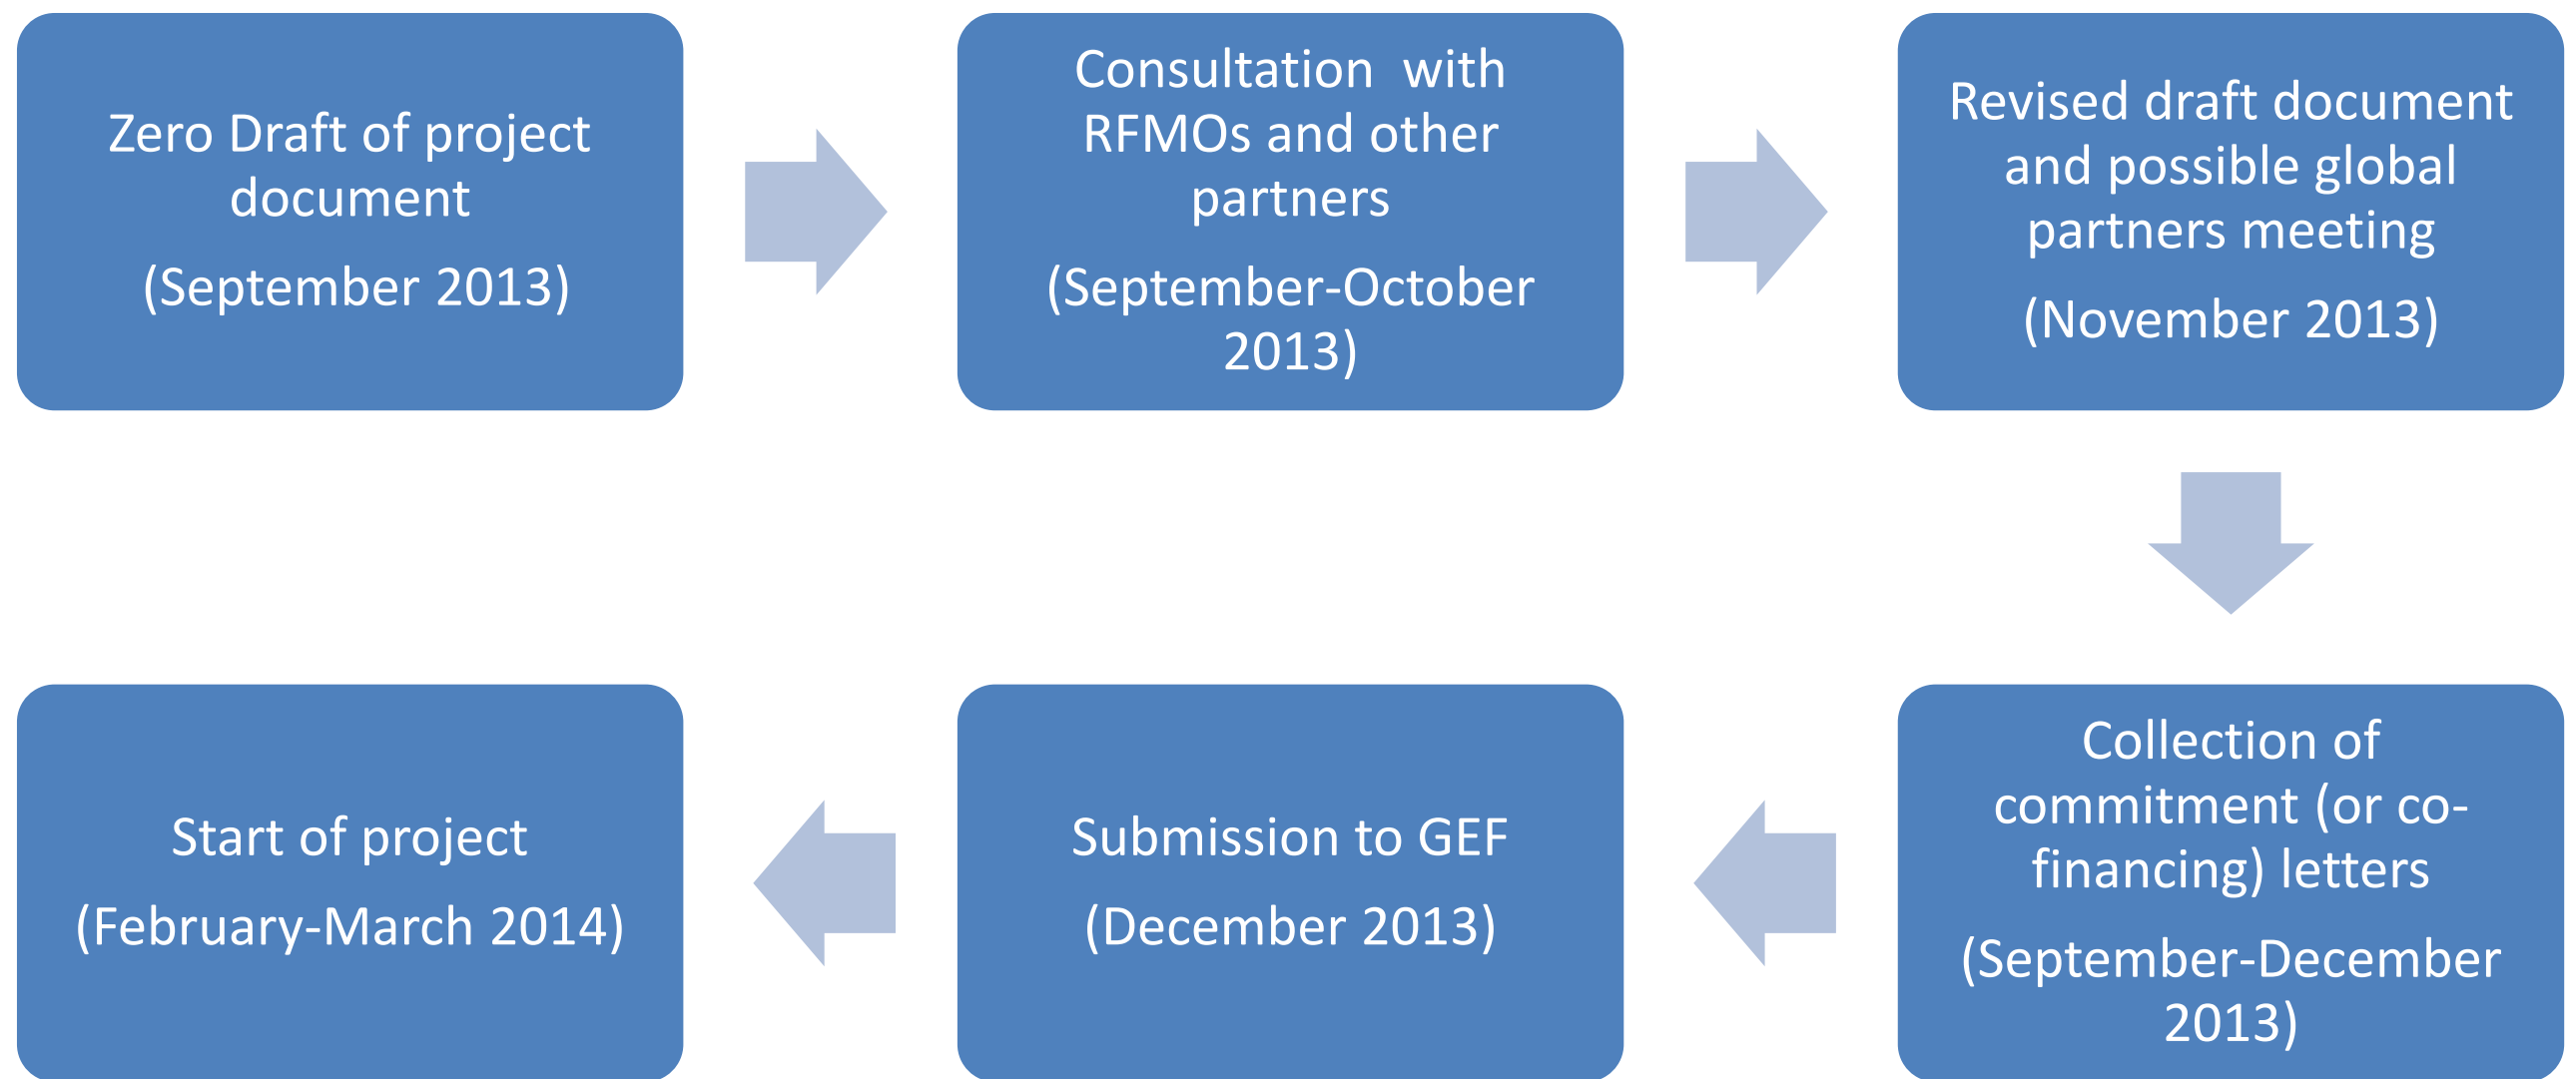 Zero Draft of project
document
(September 2013)
Consultation  with
RFMOs and other
partners
(September-October
2013)
Revised draft document
and possible global
partners meeting
(November 2013)
Collection of
commitment (or co-
financing) letters
(September-December
2013)
Submission to GEF
(December 2013)
Start of project
(February-March 2014)